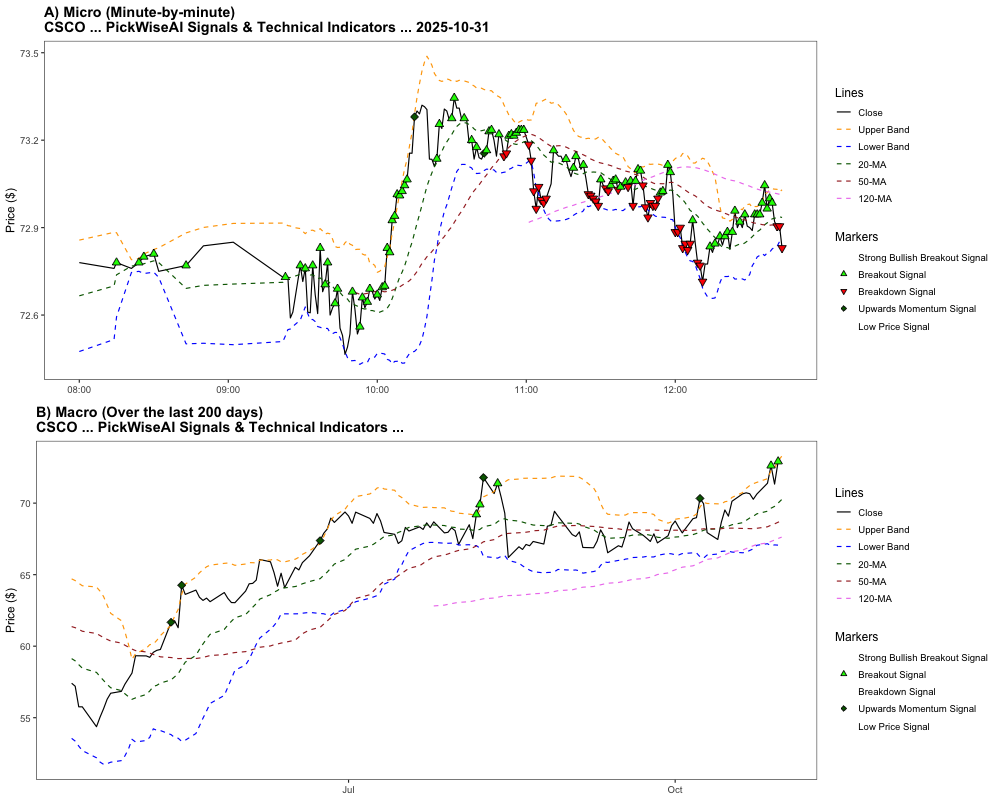 A) Micro (Minute-by-minute)
CSCO ... PickWiseAI Signals & Technical Indicators ... 2025-10-31
Price ($)
73.5
73.2
72.9
72.6
08:00
09:00
10:00
11:00
12:00
Lines
Close
Upper Band
Lower Band
20-MA
50-MA
120-MA
Markers
Strong Bullish Breakout Signal
Breakout Signal
Breakdown Signal
Upwards Momentum Signal
Low Price Signal
B) Macro (Over the last 200 days)
CSCO ... PickWiseAI Signals & Technical Indicators ...
Price ($)
70
65
60
55
Jul
Oct
Lines
Close
Upper Band
Lower Band
20-MA
50-MA
120-MA
Markers
Strong Bullish Breakout Signal
Breakout Signal
Breakdown Signal
Upwards Momentum Signal
Low Price Signal